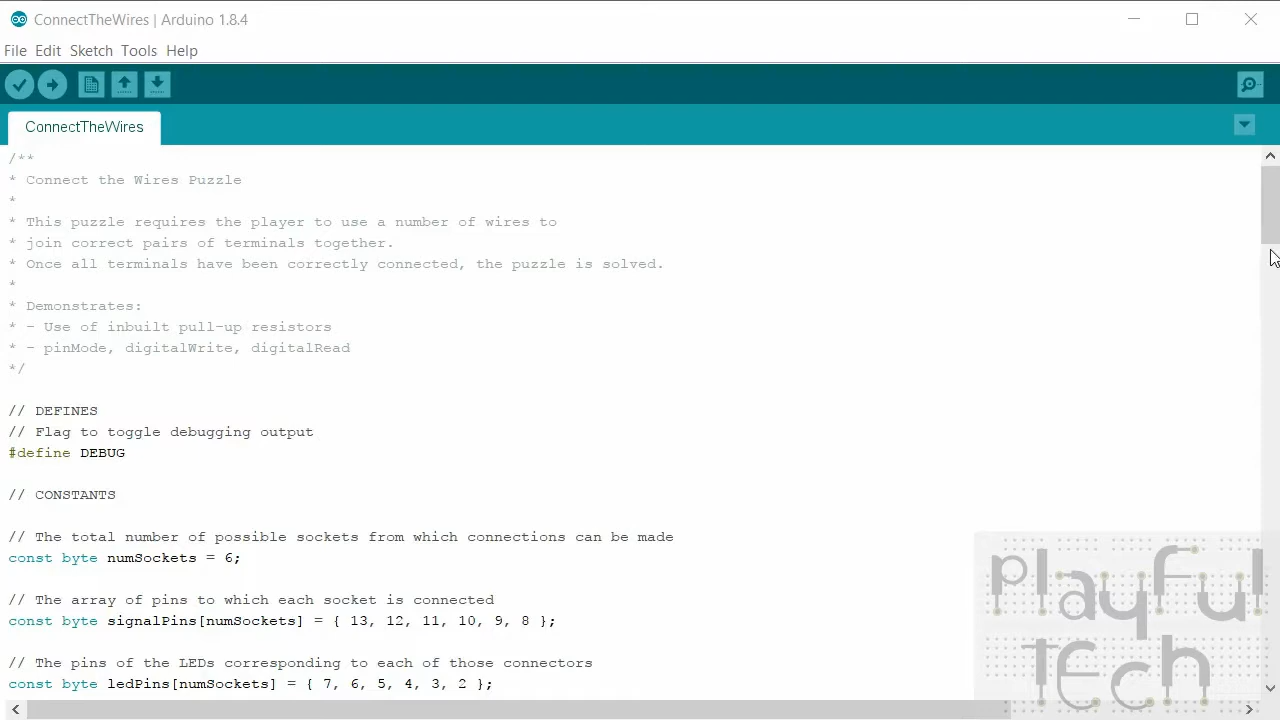 ConnectTheWires | Arduino 1.8.4
File Edit Sketch Tools Help
ConnectTheWires
/**
* Connect the Wires Puzzle
*
* This puzzle requires the player to use a number of wires to
* join correct pairs of terminals together.
* Once all terminals have been correctly connected, the puzzle is solved.
*
* Demonstrates:
* - Use of inbuilt pull-up resistors
* - pinMode, digitalWrite, digitalRead
*/
// DEFINES
// Flag to toggle debugging output
#define DEBUG
// CONSTANTS
// The total number of possible sockets from which connections can be made
const byte numSockets = 6;
// The array of pins to which each socket is connected
const byte signalPins[numSockets] = { 13, 12, 11, 10, 9, 8 };
// The pins of the LEDs corresponding to each of those connectors
const byte ledPins[numSockets] = { 7, 6, 5, 4, 3, 2 };
playful
tEch